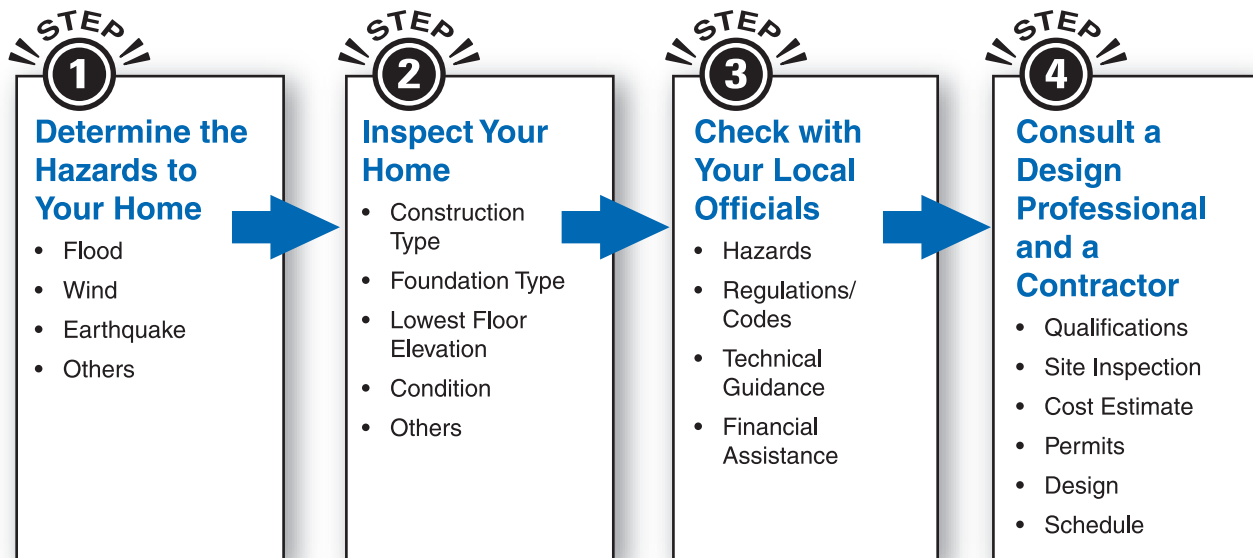 STEP
1
Determine the
Hazards to
Your Home
• Flood
• Wind
• Earthquake
• Others
STEP
2
Inspect Your
Home
• Construction
Type
• Foundation Type
• Lowest Floor
Elevation
• Condition
• Others
STEP
3
Check with
Your Local
Officials
• Hazards
• Regulations/
Codes
• Technical
Guidance
• Financial
Assistance
STEP
4
Consult a
Design
Professional
and a
Contractor
• Qualifications
• Site Inspection
• Cost Estimate
• Permits
• Design
• Schedule